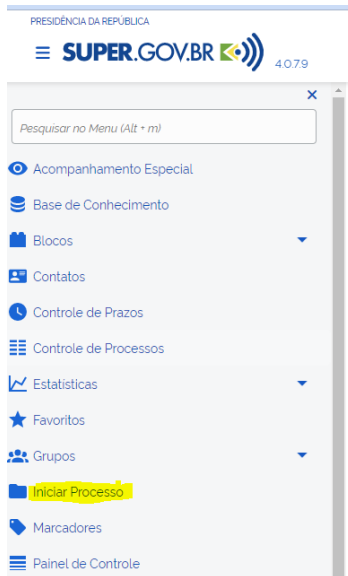 PRESIDÊNCIA DA REPÚBLICA
SUPER.GOV.BR 4.0.7.9
Pesquisar no Menu (Alt + m)
Acompanhamento Especial
Base de Conhecimento
Blocos
Contatos
Controle de Prazos
Controle de Processos
Estatísticas
Favoritos
Grupos
Iniciar Processo
Marcadores
Painel de Controle